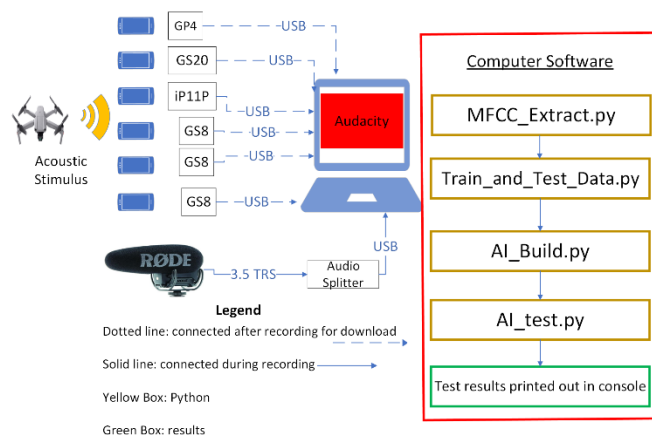 GP4
USB
GS20
USB
iP11P
USB
GS8
USB
GS8
USB
GS8
USB
Acoustic
Stimulus
Audacity
USB
RØDE
3.5 TRS
Audio
Splitter
Legend
Dotted line: connected after recording for download
Solid line: connected during recording
Yellow Box: Python
Green Box: results
Computer Software
MFCC_Extract.py
Train_and_Test_Data.py
AI_Build.py
AI_test.py
Test results printed out in console